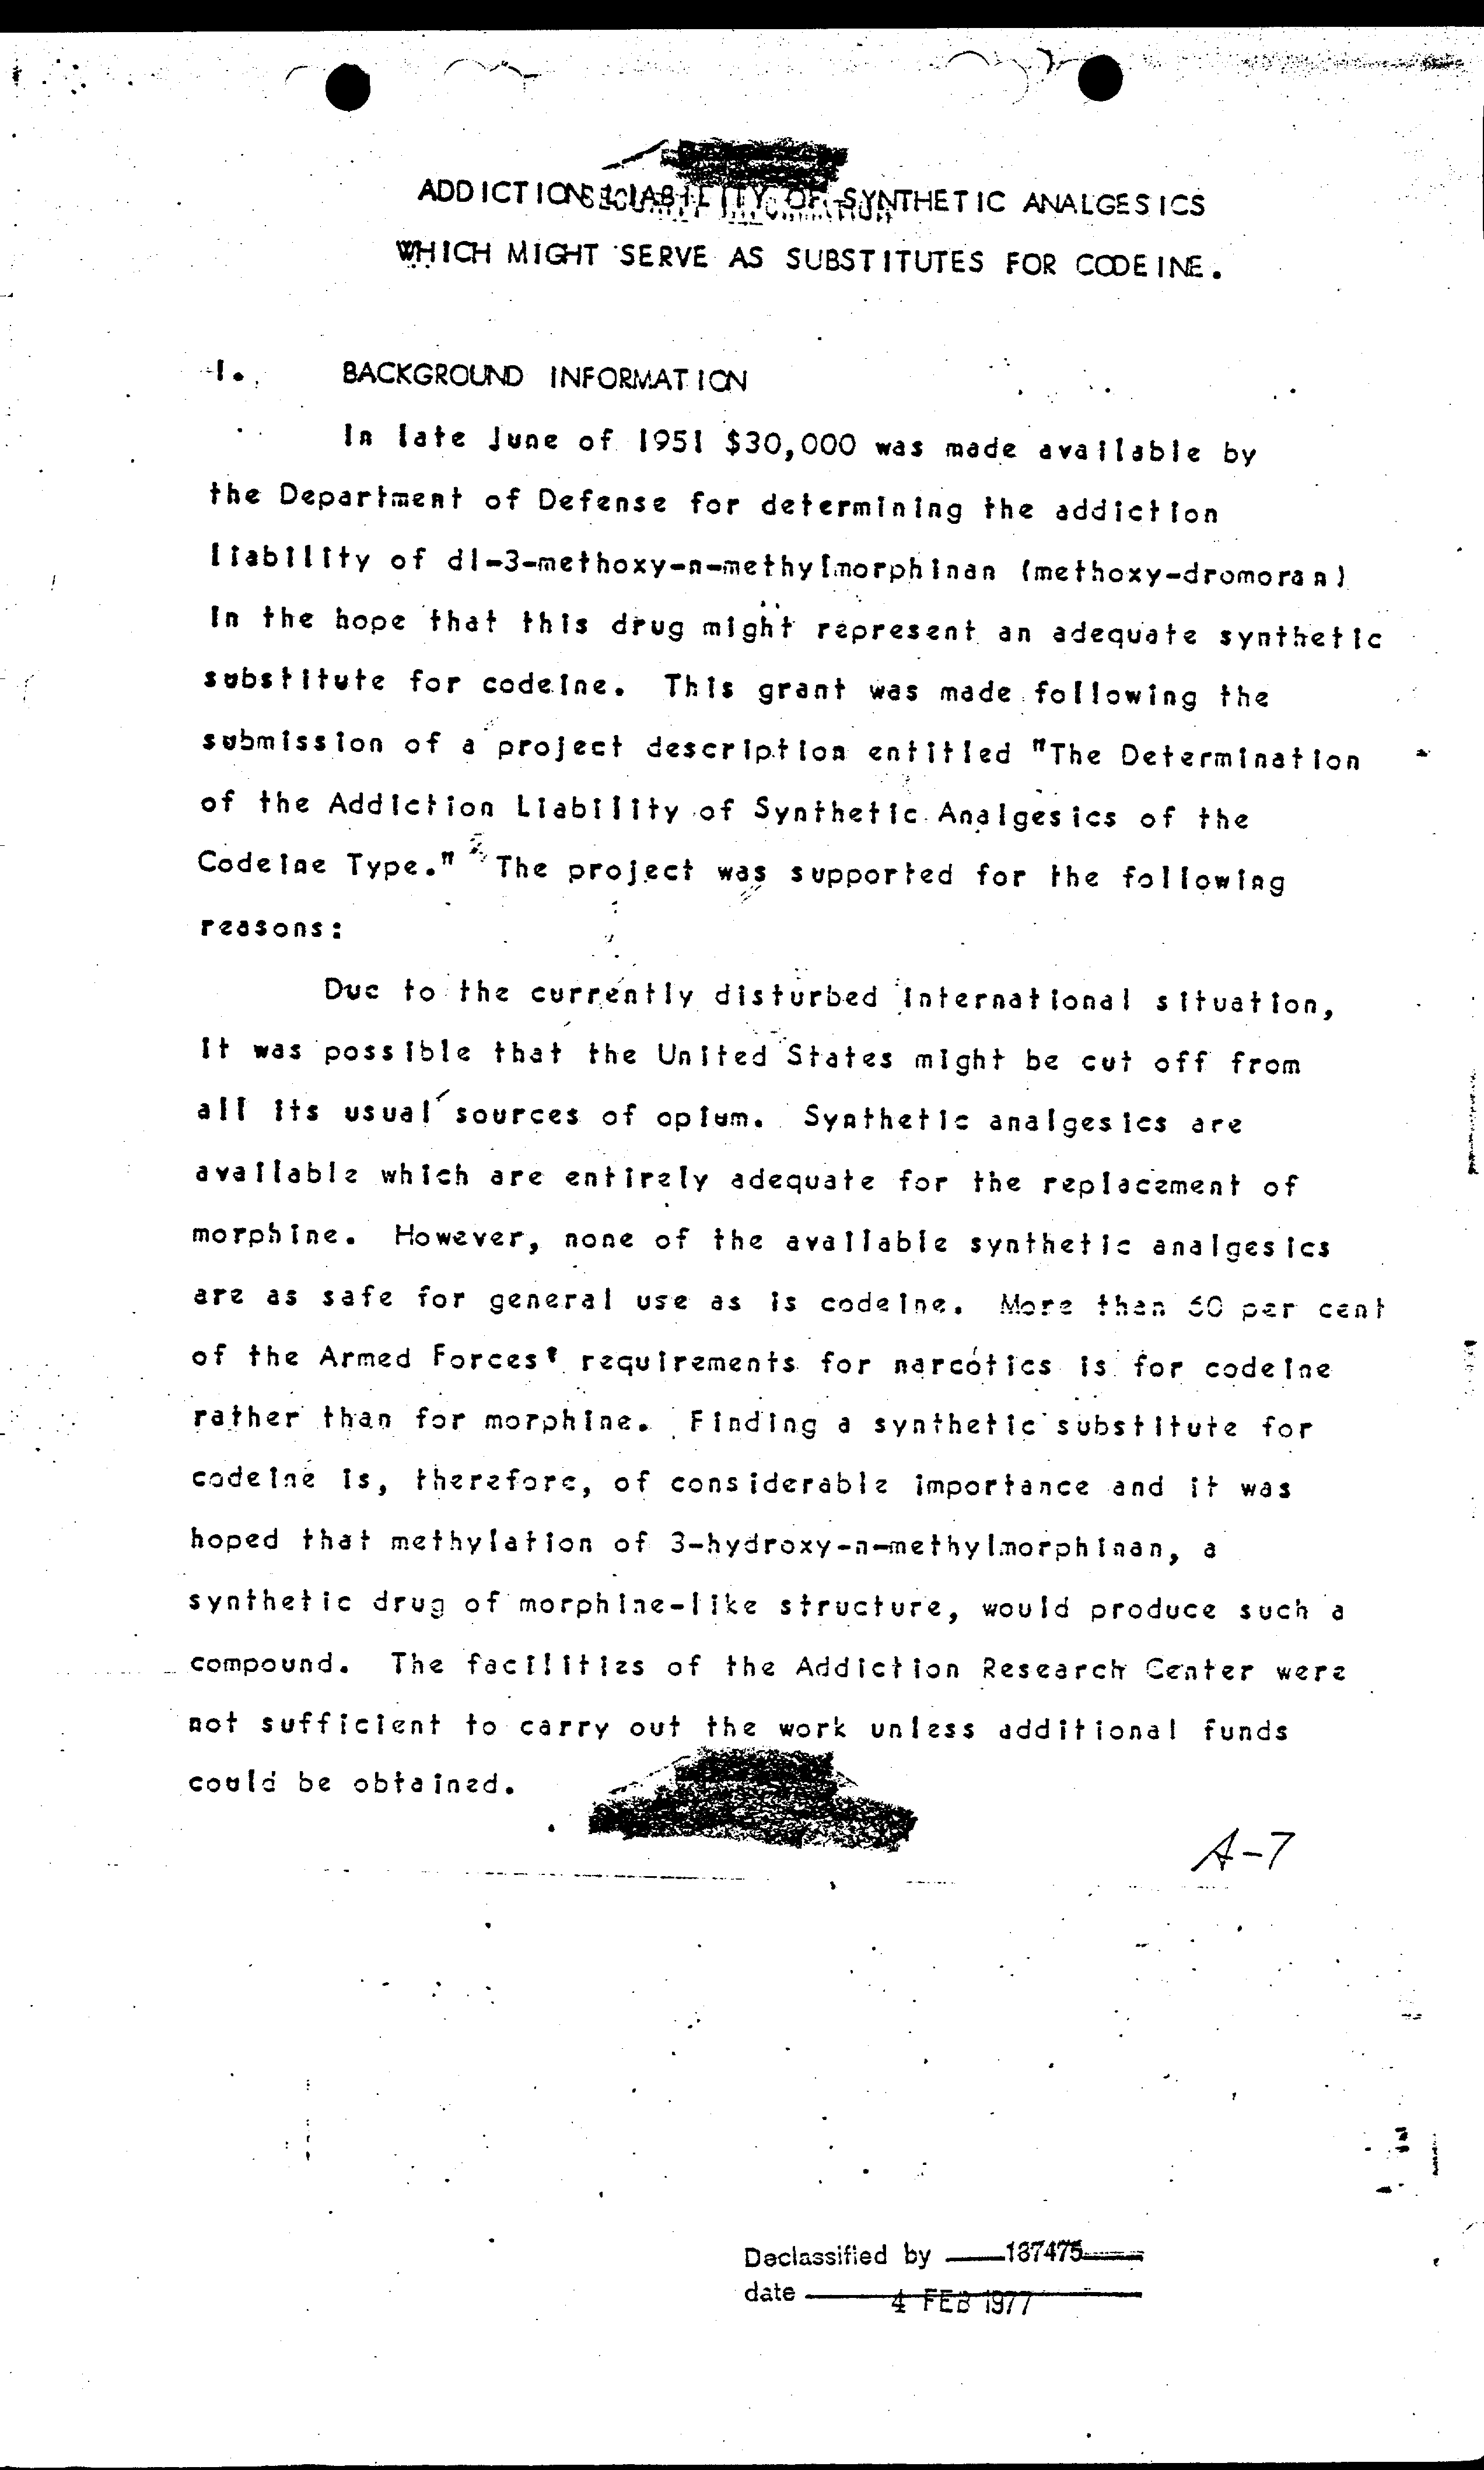 ADDICTION LIABILITY OF SYNTHETIC ANALGESICS
WHICH MIGHT SERVE AS SUBSTITUTES FOR CODEINE.
I. BACKGROUND INFORMATION
In late June of 1951 $30,000 was made available by
the Department of Defense for determining the addiction
liability of dl-3-methoxy-n-methylmorphinan (methoxy-dromoran)
in the hope that this drug might represent an adequate synthetic
substitute for codeine. This grant was made following the
submission of a project description entitled "The Determination
of the Addiction Liability of Synthetic Analgesics of the
Codeine Type." The project was supported for the following
reasons:
Due to the currently disturbed international situation,
it was possible that the United States might be cut off from
all its usual sources of opium. Synthetic analgesics are
available which are entirely adequate for the replacement of
morphine. However, none of the available synthetic analgesics
are as safe for general use as is codeine. More than 60 per cent
of the Armed Forces' requirements for narcotics is for codeine
rather than for morphine. Finding a synthetic substitute for
codeine is, therefore, of considerable importance and it was
hoped that methylation of 3-hydroxy-n-methylmorphinan, a
synthetic drug of morphine-like structure, would produce such a
compound. The facilities of the Addiction Research Center were
not sufficient to carry out the work unless additional funds
could be obtained.
A-7
Declassified by 187475
date 4 FEB 1977